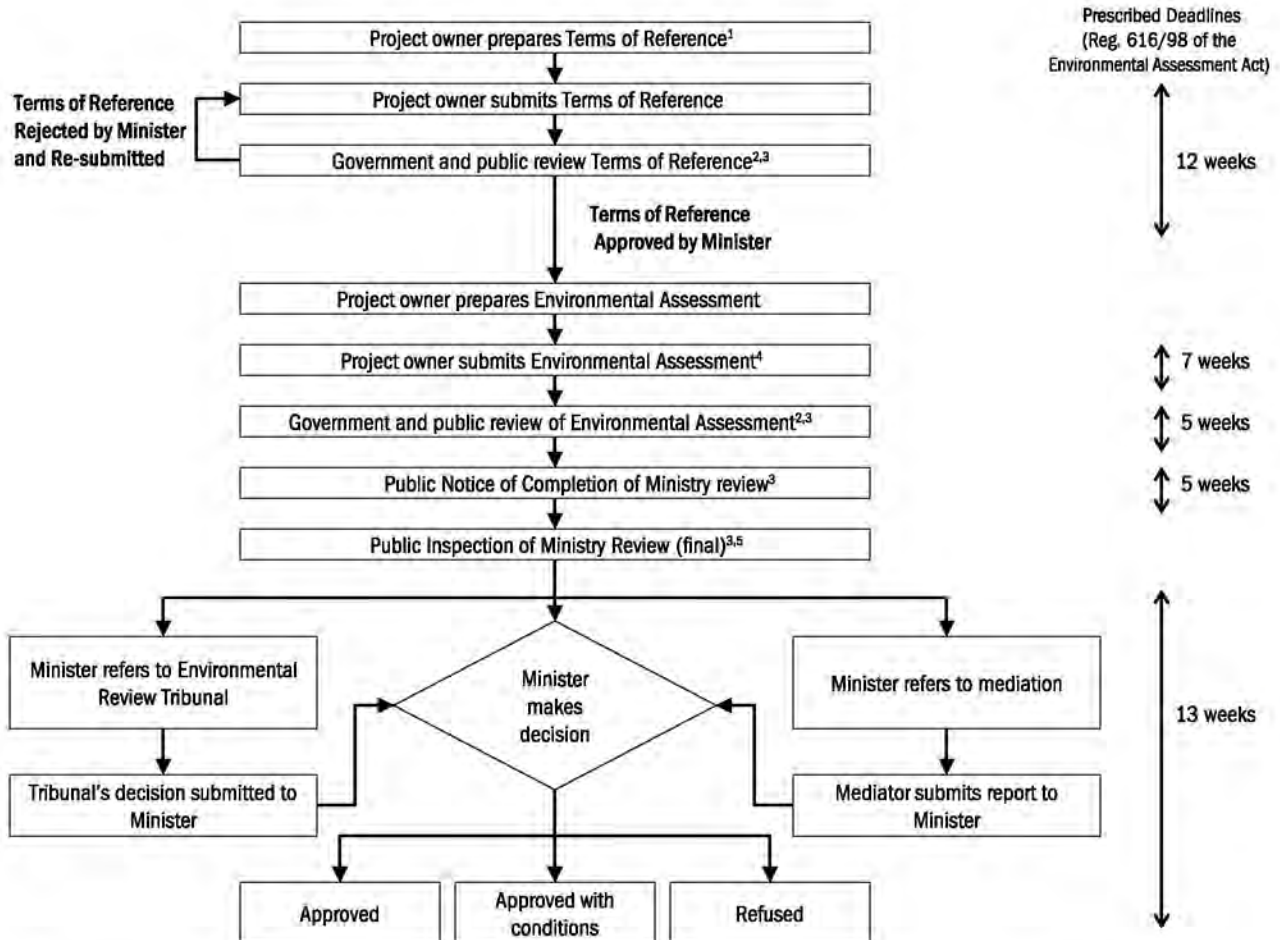 Prescribed Deadlines
(Reg. 616/98 of the
Environmental Assessment Act)
Project owner prepares Terms of Reference¹
Project owner submits Terms of Reference
Terms of Reference
Rejected by Minister
and Re-submitted
Government and public review Terms of Reference²,³
12 weeks
Terms of Reference
Approved by Minister
Project owner prepares Environmental Assessment
Project owner submits Environmental Assessment⁴
7 weeks
Government and public review of Environmental Assessment²,³
5 weeks
Public Notice of Completion of Ministry review³
5 weeks
Public Inspection of Ministry Review (final)³,⁵
Minister refers to Environmental
Review Tribunal
Minister
makes
decision
Minister refers to mediation
13 weeks
Tribunal's decision submitted to
Minister
Mediator submits report to
Minister
Approved
Approved with
conditions
Refused